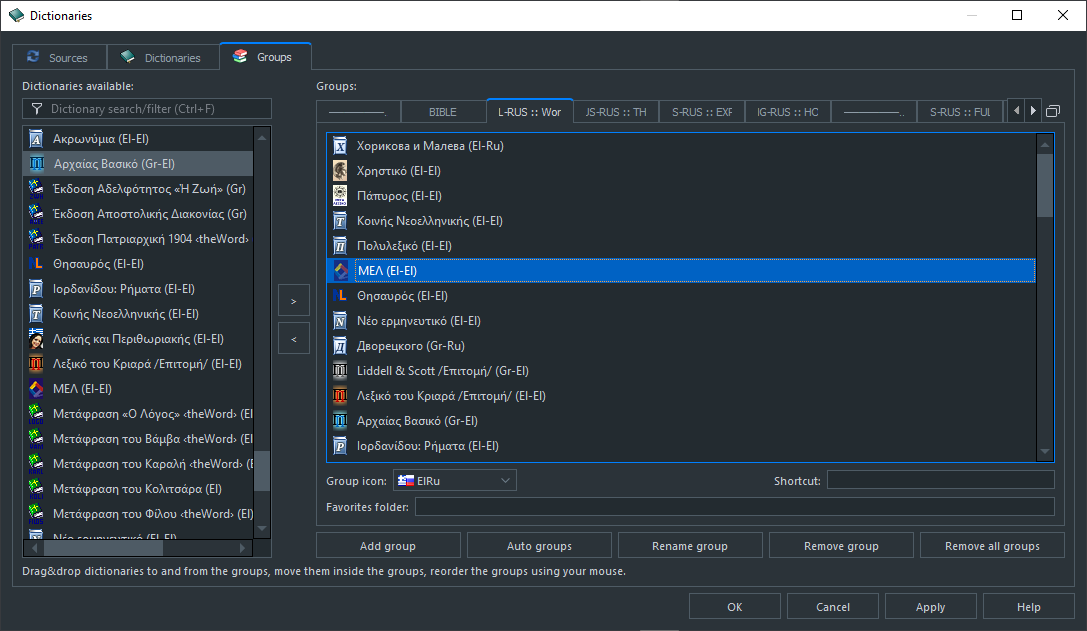 Dictionaries
Sources
Dictionaries
Groups
Dictionaries available:
Dictionary search/filter (Ctrl+F)
Ακρωνύμια (El-El)
Αρχαίας Βασικό (Gr-El)
Έκδοση Αδελφότητος «Ἡ Ζωή» (Gr)
Έκδοση Αποστολικής Διακονίας (Gr)
Έκδοση Πατριαρχική 1904 ‹theWord›
Θησαυρός (El-El)
Ιορδανίδου: Ρήματα (El-El)
Κοινής Νεοελληνικής (El-El)
Λαϊκής και Περιθωριακής (El-El)
Λεξικό του Κριαρά /Επιτομή/ (El-El)
ΜΕΛ (El-El)
Μετάφραση «Ο Λόγος» ‹theWord› (El
Μετάφραση του Βάμβα ‹theWord› (El
Μετάφραση του Καραλή ‹theWord› (E
Μετάφραση του Κολιτσάρα (El)
Μετάφραση του Φίλου ‹theWord› (El)
Νέο ερμηνευτικό (El-El)
>
<
Groups:
BIBLE
L-RUS :: Wor
JS-RUS :: TH
S-RUS :: EXF
IG-RUS :: HC
S-RUS :: FUL
Хорикова и Малева (El-Ru)
Χρηστικό (El-El)
Πάπυρος (El-El)
Κοινής Νεοελληνικής (El-El)
Πολυλεξικό (El-El)
ΜΕΛ (El-El)
Θησαυρός (El-El)
Νέο ερμηνευτικό (El-El)
Дворецкого (Gr-Ru)
Liddell & Scott /Επιτομή/ (Gr-El)
Λεξικό του Κριαρά /Επιτομή/ (El-El)
Αρχαίας Βασικό (Gr-El)
Ιορδανίδου: Ρήματα (El-El)
Group icon:
ElRu
Shortcut:
Favorites folder:
Add group
Auto groups
Rename group
Remove group
Remove all groups
Drag&drop dictionaries to and from the groups, move them inside the groups, reorder the groups using your mouse.
OK
Cancel
Apply
Help